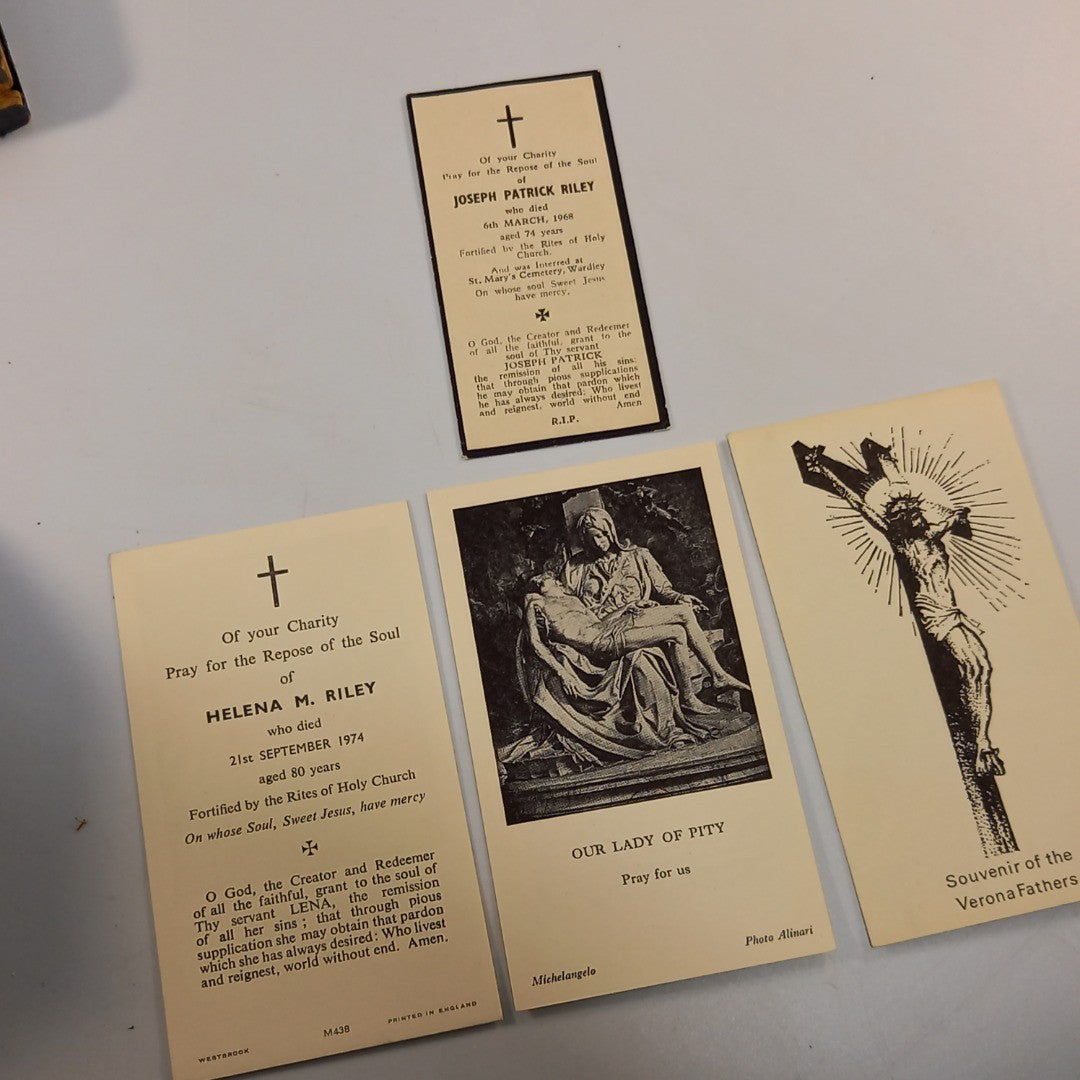 Of your Charity
Pray for the Repose of the Soul
of
JOSEPH PATRICK RILEY
who died
6th MARCH, 1968
aged 74 years
Fortified by the Rites of Holy
Church.
And was interred at
St. Mary's Cemetery, Wardley
On whose soul Sweet Jesus
have mercy.
O God, the Creator and Redeemer
of all the faithful, grant to the
soul of Thy servant
JOSEPH PATRICK
the remission of all his sins:
that through pious supplications
he may obtain that pardon which
he has always desired: Who livest
and reignest, world without end
Amen
R.I.P.
Of your Charity
Pray for the Repose of the Soul
of
HELENA M. RILEY
who died
21st SEPTEMBER 1974
aged 80 years
Fortified by the Rites of Holy Church
On whose Soul, Sweet Jesus, have mercy
O God, the Creator and Redeemer
of all the faithful, grant to the soul of
Thy servant LENA, the remission
of all her sins ; that through pious
supplication she may obtain that pardon
which she has always desired: Who livest
and reignest, world without end. Amen.
WESTBROOK
M438
PRINTED IN ENGLAND
OUR LADY OF PITY
Pray for us
Michelangelo
Photo Alinari
Souvenir of the
Verona Fathers